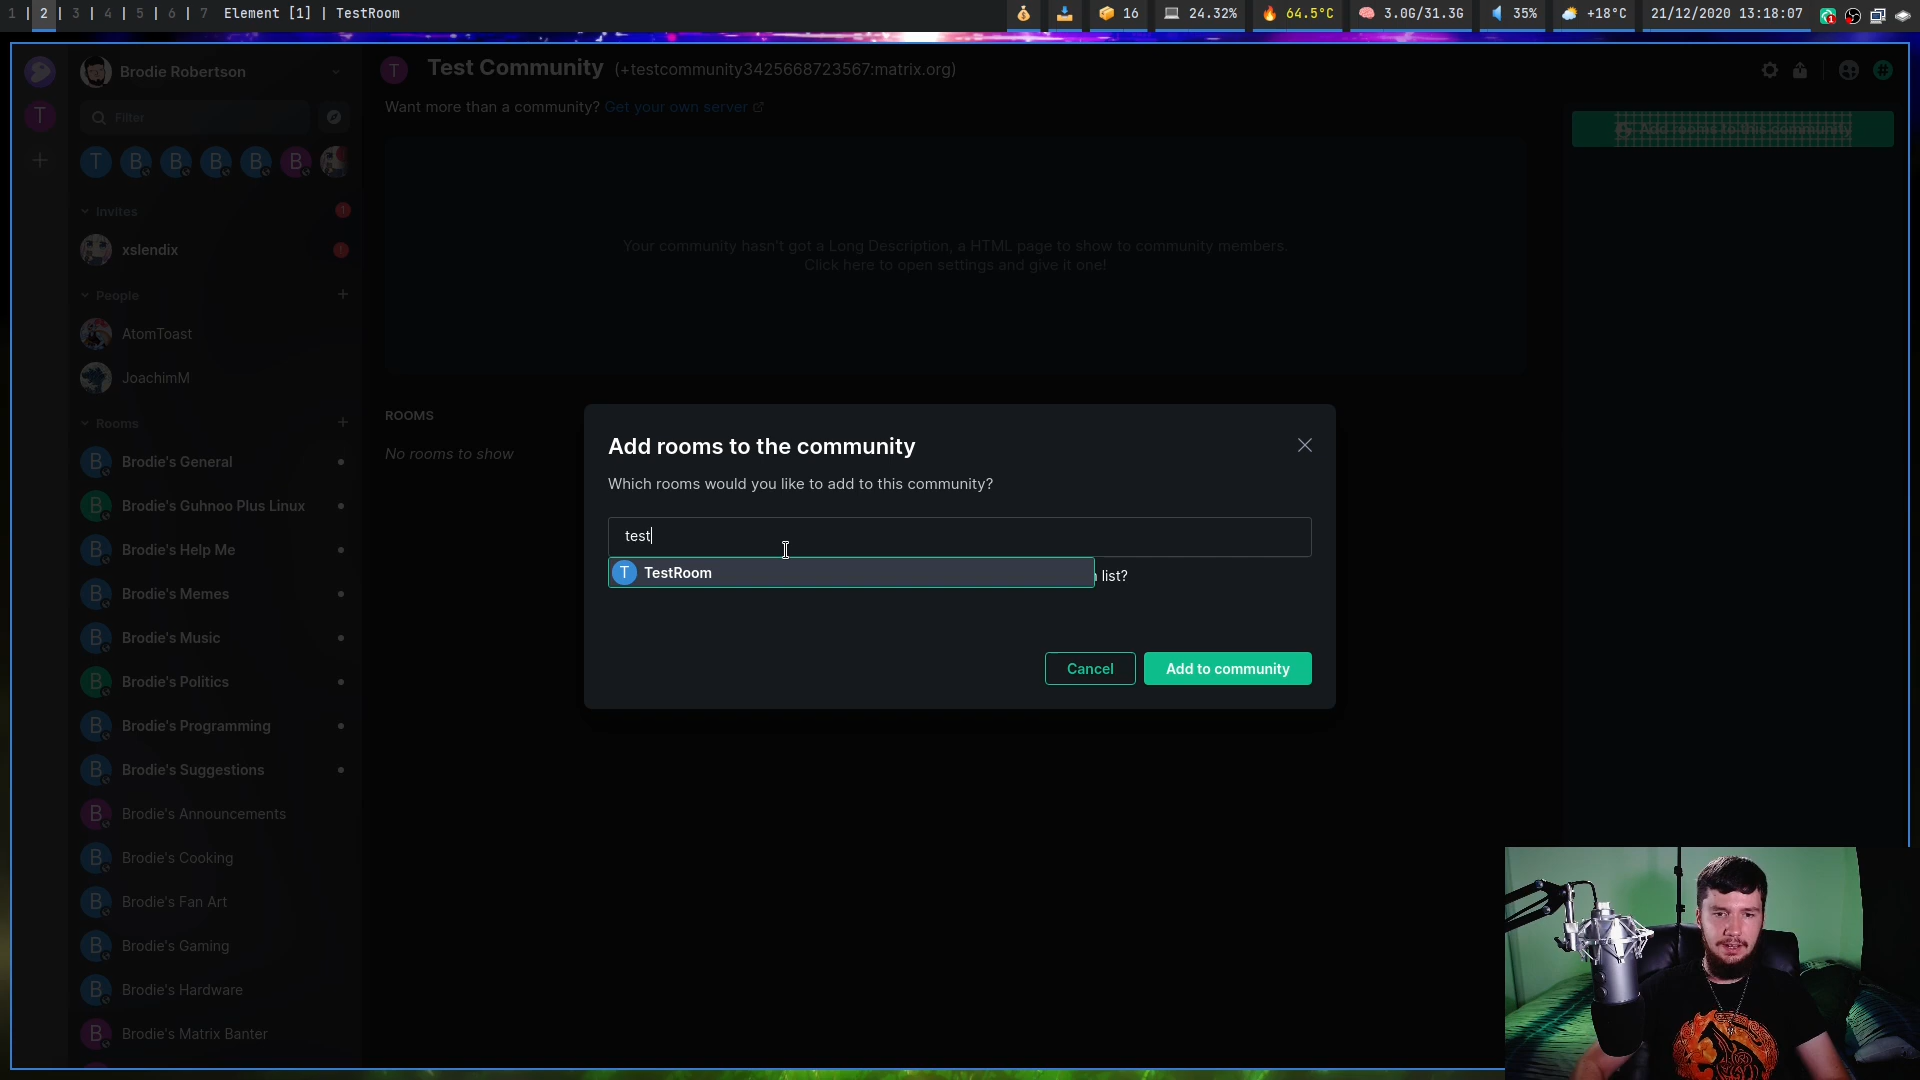 1 | 2 | 3 | 4 | 5 | 6 | 7 Element [1] | TestRoom
16 24.32% 64.5°C 3.0G/31.3G 35% +18°C 21/12/2020 13:18:07
Brodie Robertson
T Test Community (+testcommunity3425668723567:matrix.org)
Want more than a community? Get your own server
T
Filter
Add rooms to this community
T B B B B B
Invites 1
xslendix !
Your community hasn't got a Long Description, a HTML page to show to community members.
Click here to open settings and give it one!
People
AtomToast
JoachimM
Rooms
ROOMS
No rooms to show
B Brodie's General
B Brodie's Guhnoo Plus Linux
B Brodie's Help Me
B Brodie's Memes
B Brodie's Music
B Brodie's Politics
B Brodie's Programming
B Brodie's Suggestions
B Brodie's Announcements
B Brodie's Cooking
B Brodie's Fan Art
B Brodie's Gaming
B Brodie's Hardware
B Brodie's Matrix Banter
Add rooms to the community
Which rooms would you like to add to this community?
test
T TestRoom
list?
Cancel Add to community